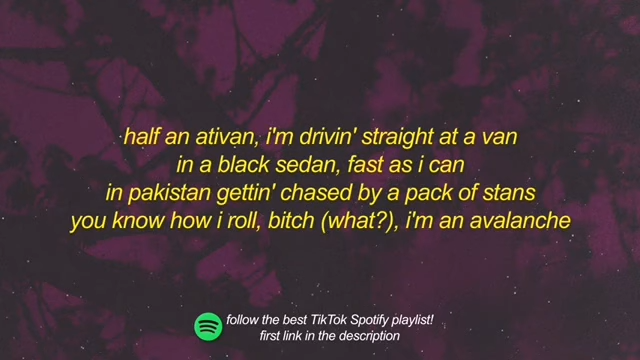 half an ativan, i'm drivin' straight at a van
in a black sedan, fast as i can
in pakistan gettin' chased by a pack of stans
you know how i roll, bitch (what?), i'm an avalanche
follow the best TikTok Spotify playlist!
first link in the description